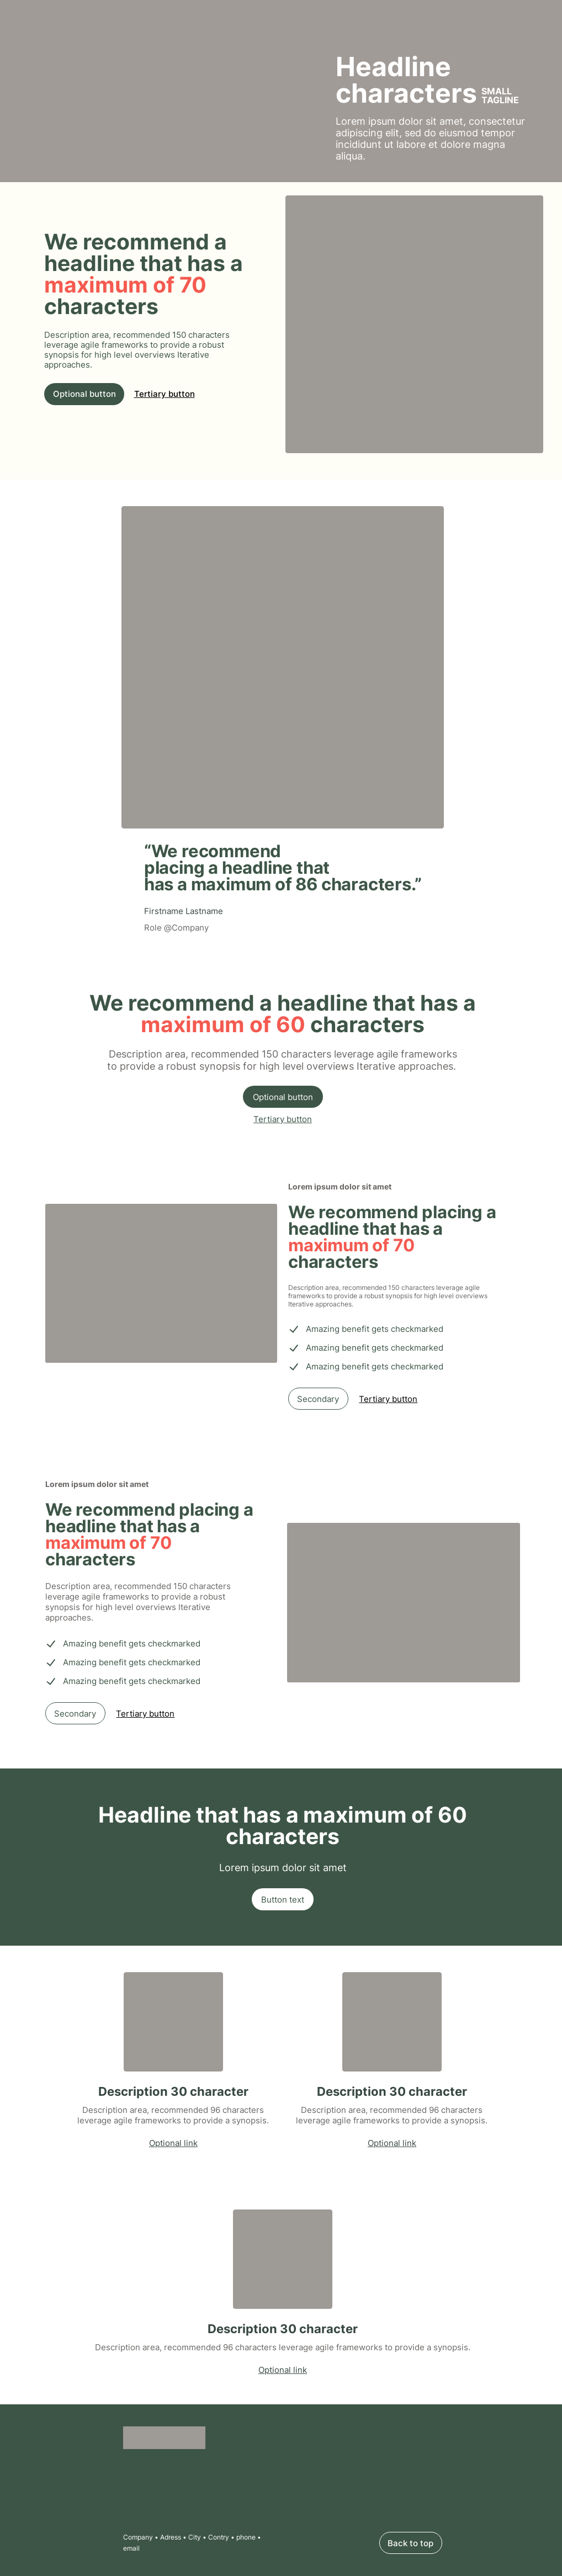 Headline
characters SMALL
TAGLINE
Lorem ipsum dolor sit amet, consectetur
adipiscing elit, sed do eiusmod tempor
incididunt ut labore et dolore magna
aliqua.
We recommend a
headline that has a
maximum of 70
characters
Description area, recommended 150 characters
leverage agile frameworks to provide a robust
synopsis for high level overviews Iterative
approaches.
Optional button
Tertiary button
“We recommend
placing a headline that
has a maximum of 86 characters.”
Firstname Lastname
Role @Company
We recommend a headline that has a
maximum of 60 characters
Description area, recommended 150 characters leverage agile frameworks
to provide a robust synopsis for high level overviews Iterative approaches.
Optional button
Tertiary button
Lorem ipsum dolor sit amet
We recommend placing a
headline that has a
maximum of 70
characters
Description area, recommended 150 characters leverage agile
frameworks to provide a robust synopsis for high level overviews
Iterative approaches.
Amazing benefit gets checkmarked
Amazing benefit gets checkmarked
Amazing benefit gets checkmarked
Secondary
Tertiary button
Lorem ipsum dolor sit amet
We recommend placing a
headline that has a
maximum of 70
characters
Description area, recommended 150 characters
leverage agile frameworks to provide a robust
synopsis for high level overviews Iterative
approaches.
Amazing benefit gets checkmarked
Amazing benefit gets checkmarked
Amazing benefit gets checkmarked
Secondary
Tertiary button
Headline that has a maximum of 60
characters
Lorem ipsum dolor sit amet
Button text
Description 30 character
Description area, recommended 96 characters
leverage agile frameworks to provide a synopsis.
Optional link
Description 30 character
Description area, recommended 96 characters
leverage agile frameworks to provide a synopsis.
Optional link
Description 30 character
Description area, recommended 96 characters leverage agile frameworks to provide a synopsis.
Optional link
Company • Adress • City • Contry • phone •
email
Back to top